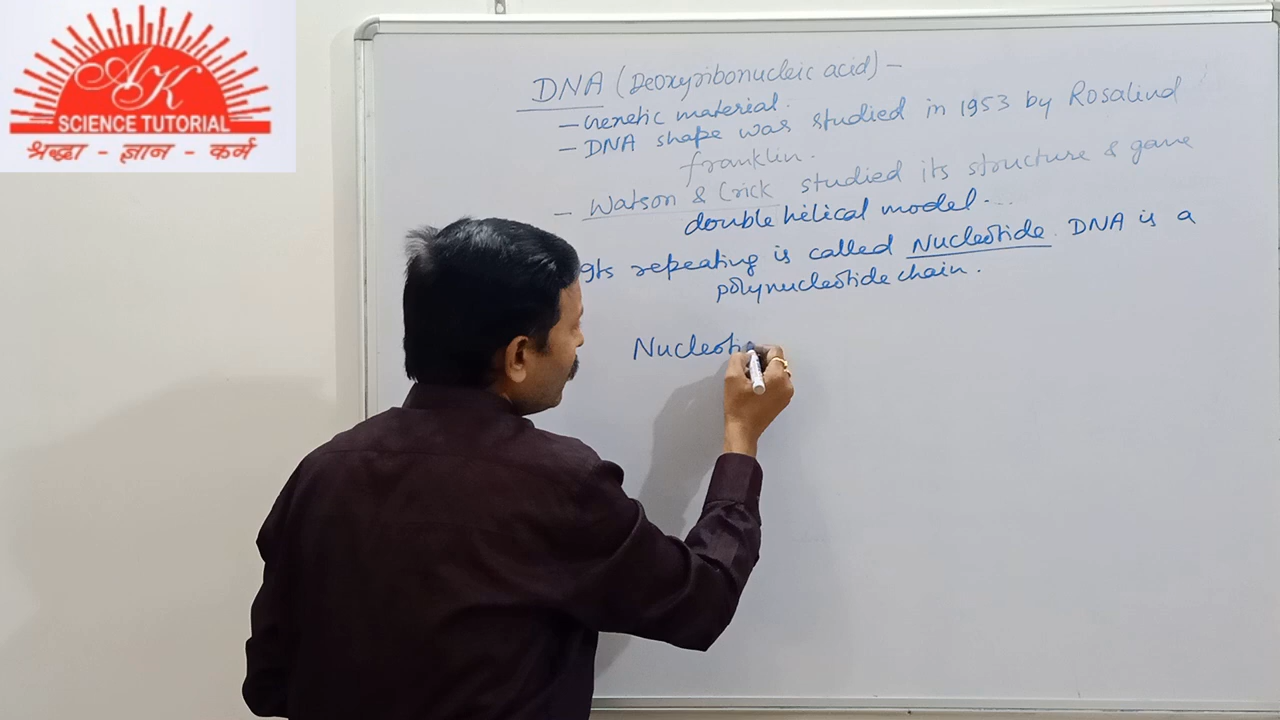 AK
SCIENCE TUTORIAL
श्रद्धा - ज्ञान - कर्म
DNA (Deoxyribonucleic acid) -
- Genetic material.
- DNA shape was studied in 1953 by Rosalind
franklin.
- Watson & Crick studied its structure & gave
double helical model...
Its repeating is called Nucleotide. DNA is a
polynucleotide chain.
Nucleoti